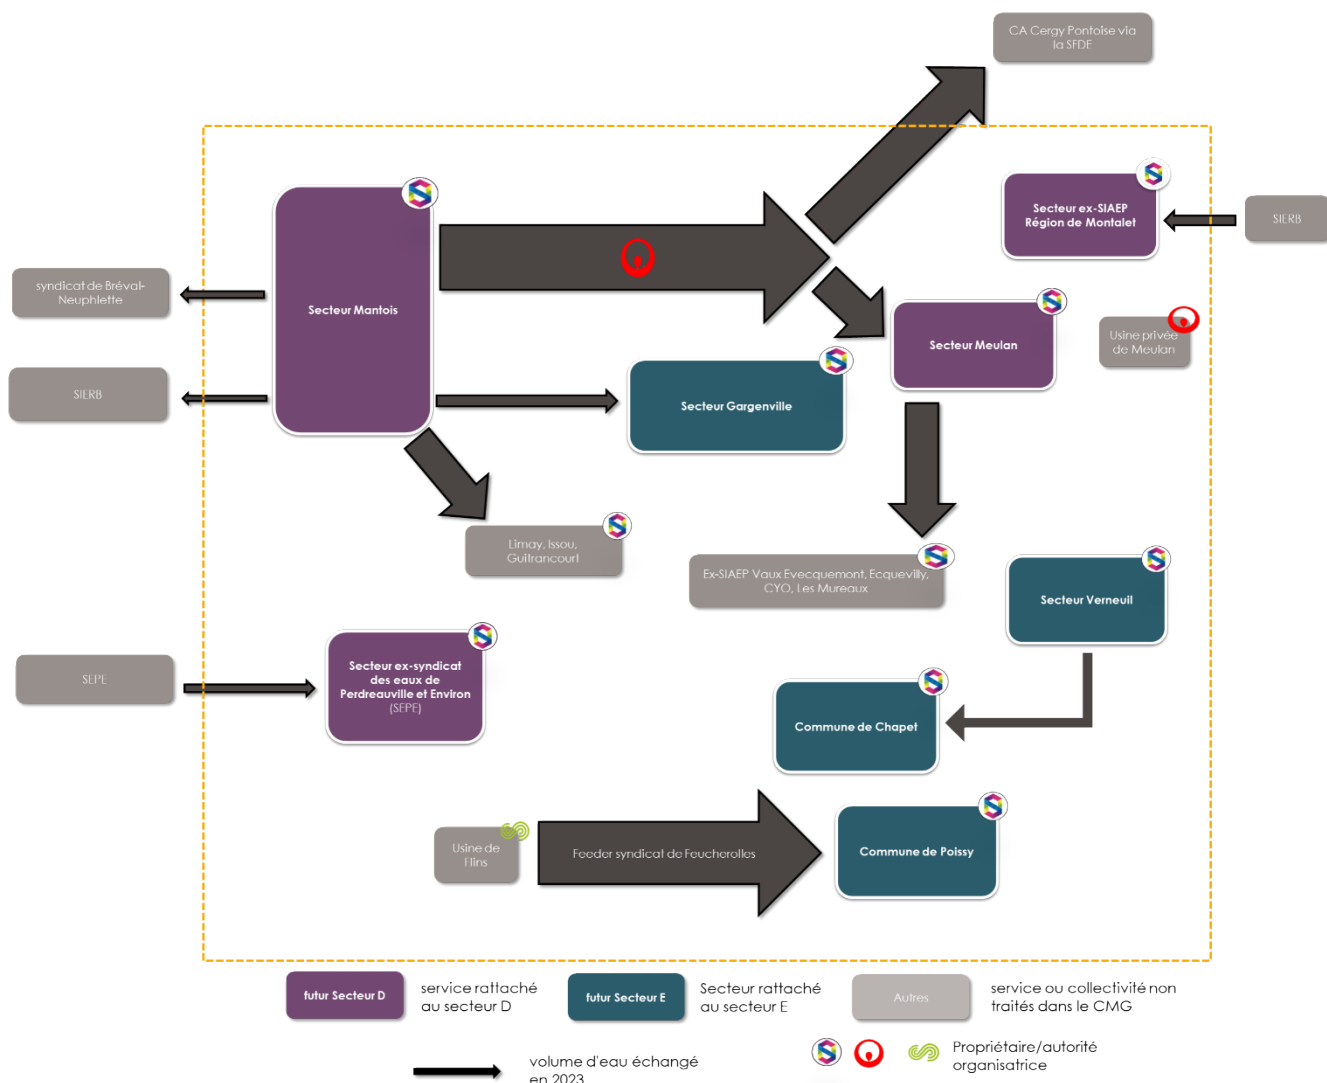 CA Cergy Pontoise via
la SFDE
Secteur ex-SIAEP
Région de Montalet
SIERB
syndicat de Bréval-
Neuphlette
Secteur Mantois
Secteur Meulan
Usine privée
de Meulan
SIERB
Secteur Gargenville
Limay, Issou,
Guitrancourt
Ex-SIAEP Vaux Evecquemont, Ecquevilly,
CYO, Les Mureaux
Secteur Verneuil
SEPE
Secteur ex-syndicat
des eaux de
Perdreauville et Environ
(SEPE)
Commune de Chapet
Usine de
Flins
Feeder syndicat de Feucherolles
Commune de Poissy
futur Secteur D
service rattaché
au secteur D
futur Secteur E
Secteur rattaché
au secteur E
Autres
service ou collectivité non
traités dans le CMG
volume d'eau échangé
en 2023
Propriétaire/autorité
organisatrice